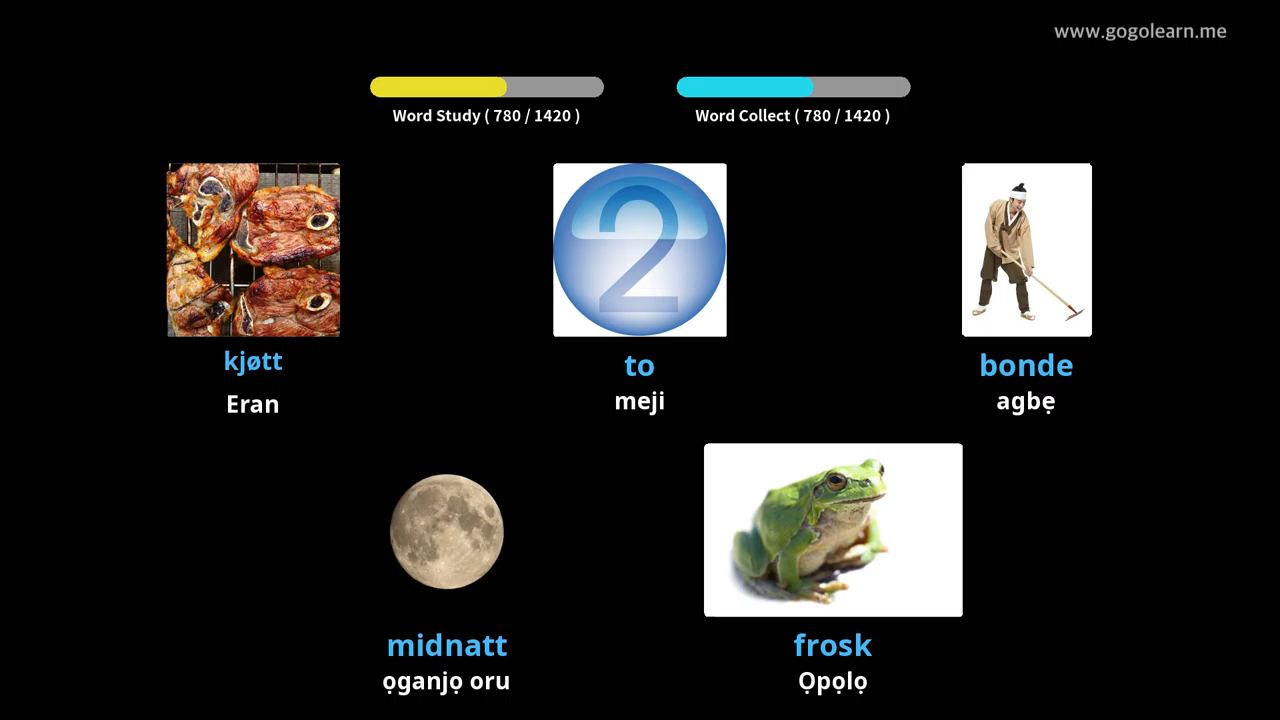 www.gogolearn.me
Word Study ( 780 / 1420 )
Word Collect ( 780 / 1420 )
2
kjøtt
Eran
to
meji
bonde
agbẹ
midnatt
ọganjọ oru
frosk
Ọpọlọ